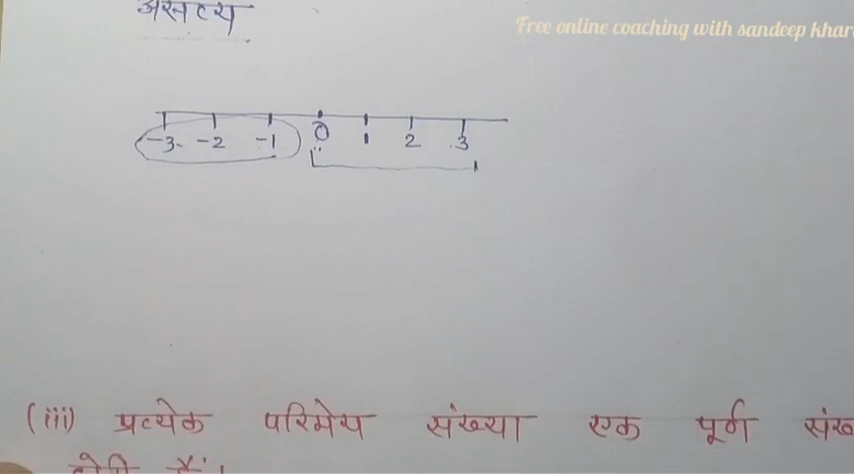 असत्य
Free online coaching with sandeep khar
-3 -2 -1 0 1 2 3
(iii) प्रत्येक परिमेय संख्या एक पूर्ण संख
होती हैं।